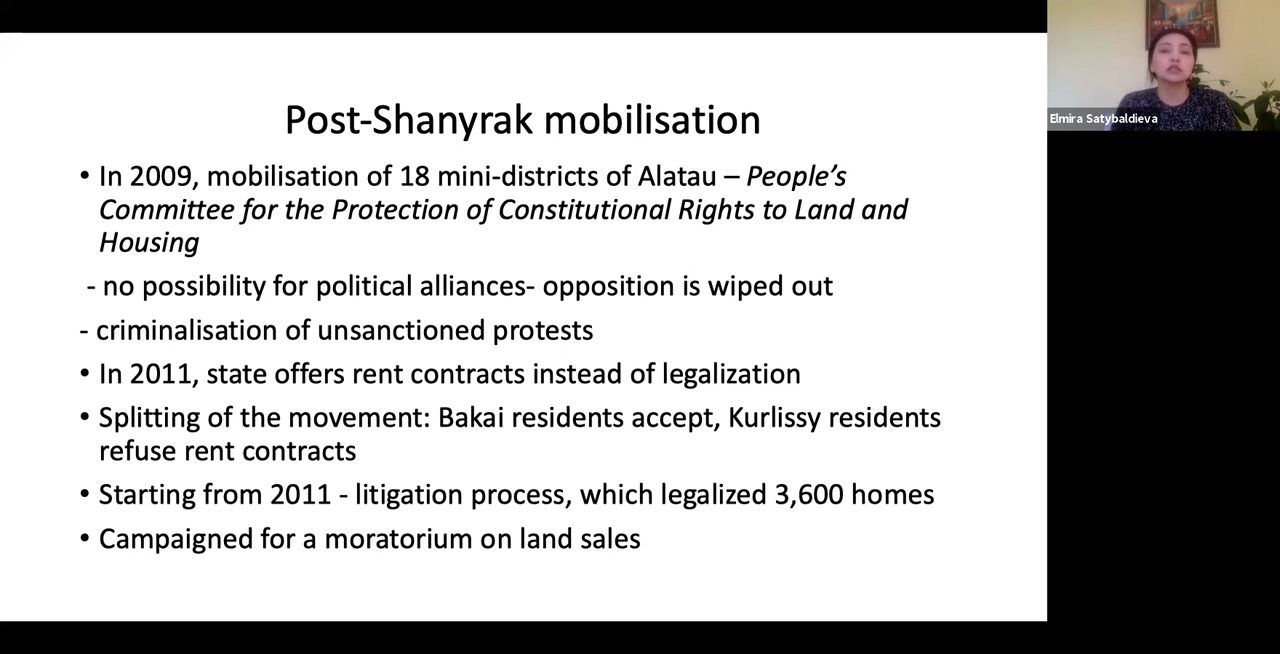 Post-Shanyrak mobilisation
• In 2009, mobilisation of 18 mini-districts of Alatau – People’s
Committee for the Protection of Constitutional Rights to Land and
Housing
- no possibility for political alliances- opposition is wiped out
- criminalisation of unsanctioned protests
• In 2011, state offers rent contracts instead of legalization
• Splitting of the movement: Bakai residents accept, Kurlissy residents
refuse rent contracts
• Starting from 2011 - litigation process, which legalized 3,600 homes
• Campaigned for a moratorium on land sales
Elmira Satybaldieva